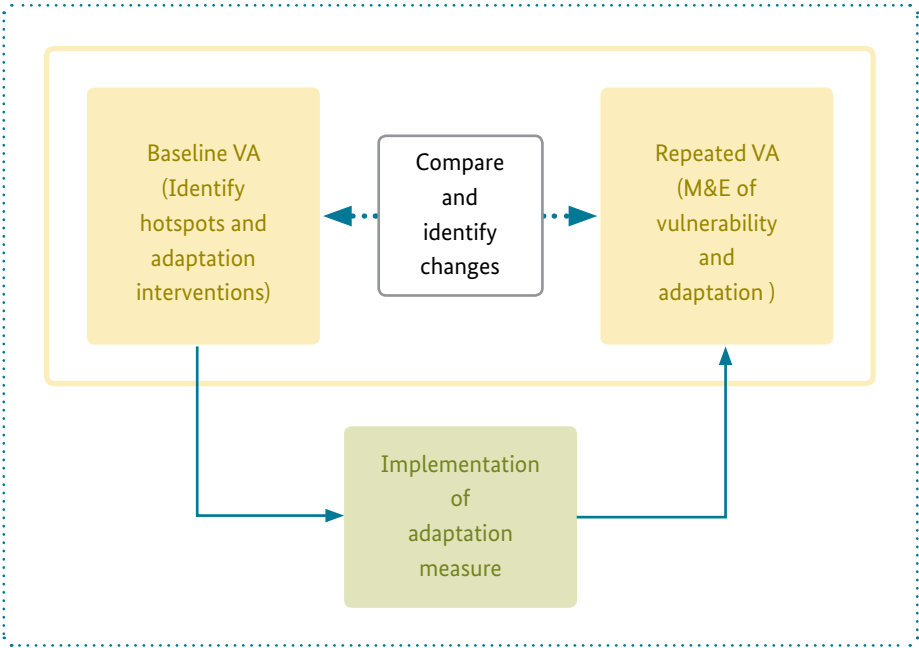 Baseline VA
(Identify
hotspots and
adaptation
interventions)
Compare
and
identify
changes
Repeated VA
(M&E of
vulnerability
and
adaptation )
Implementation
of
adaptation
measure